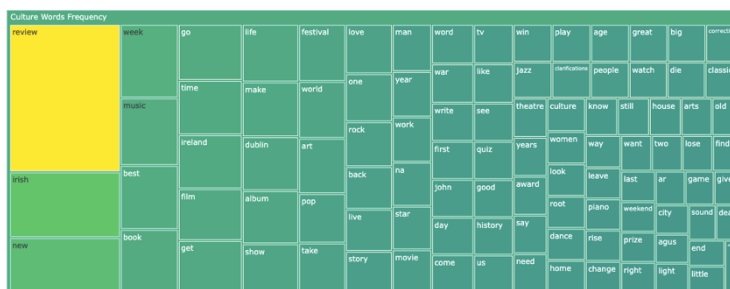 Culture Words Frequency
review
irish
new
week
music
best
book
go
time
ireland
film
get
life
make
dublin
album
show
festival
world
art
pop
take
love
one
rock
back
live
story
man
year
work
na
star
movie
word
war
write
first
john
day
come
tv
like
see
quiz
good
history
us
win
jazz
theatre
years
award
say
need
play
clarifications
culture
women
look
root
dance
home
age
people
know
way
leave
piano
rise
change
great
watch
still
want
last
weekend
prize
right
big
die
house
two
ar
city
agus
light
arts
lose
game
sound
end
little
old
find